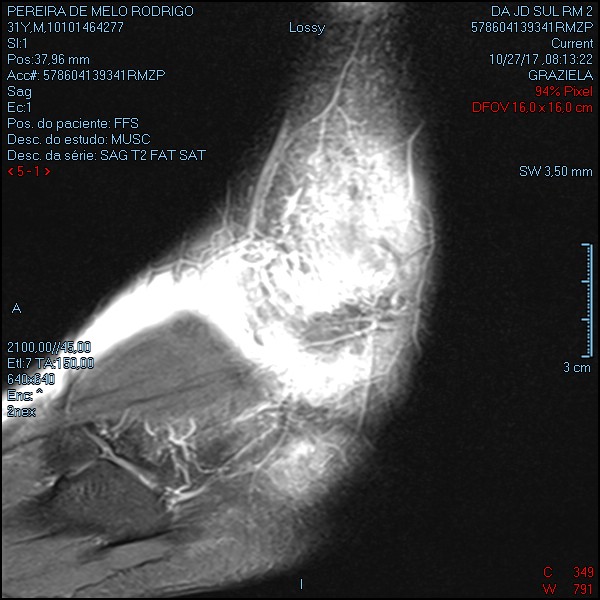 PEREIRA DE MELO RODRIGO
31Y,M,10101464277
Sl:1
Pos:37,96 mm
Acc#: 578604139341RMZP
Sag
Ec:1
Pos. do paciente: FFS
Desc. do estudo: MUSC
Desc. da série: SAG T2 FAT SAT
< 5 - 1 >
Lossy
DA JD SUL RM 2
578604139341RMZP
Current
10/27/17 ,08:13:22
GRAZIELA
94% Pixel
DFOV 16,0 x 16,0 cm
SW 3,50 mm
A
2100,00//45,00
Etl:7 TA:150,00
640x640
Enc: ^
2nex
3 cm
I
C 349
W 791